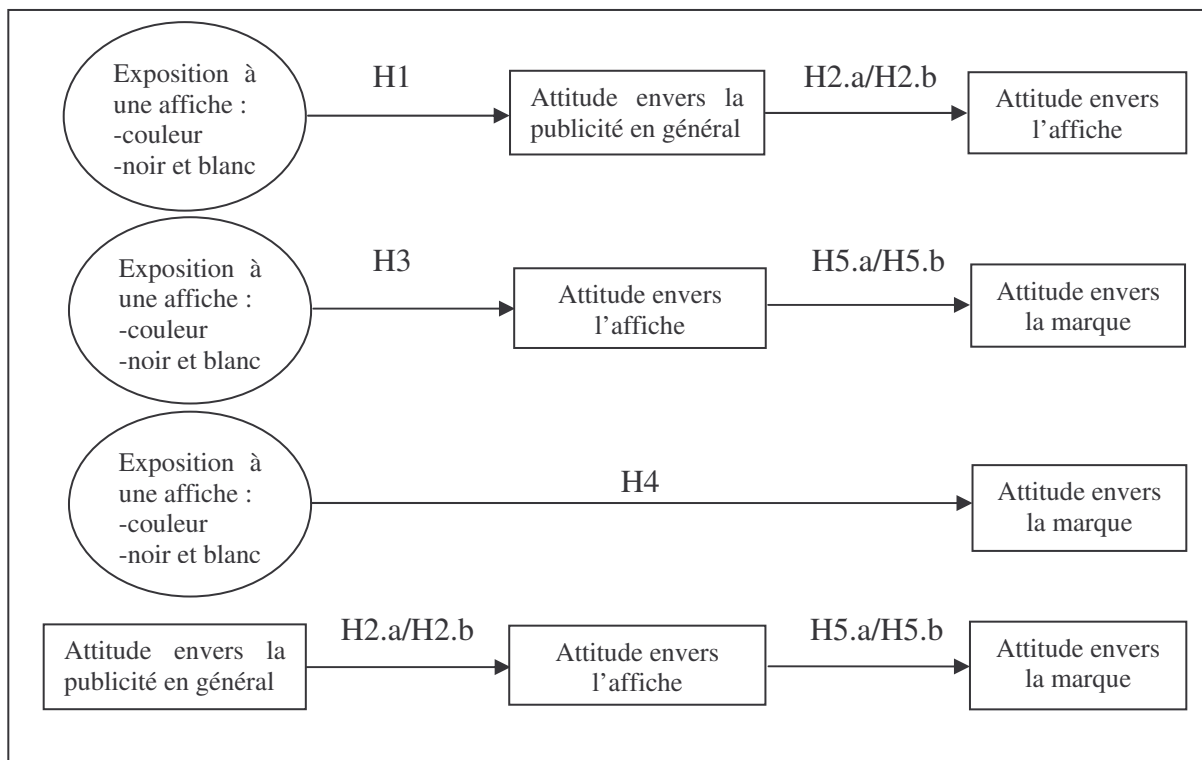 Exposition à
une affiche :
-couleur
-noir et blanc
H1
Attitude envers la
publicité en général
H2.a/H2.b
Attitude envers
l’affiche
Exposition à
une affiche :
-couleur
-noir et blanc
H3
Attitude envers
l’affiche
H5.a/H5.b
Attitude envers
la marque
Exposition à
une affiche :
-couleur
-noir et blanc
H4
Attitude envers
la marque
Attitude envers la
publicité en général
H2.a/H2.b
Attitude envers
l’affiche
H5.a/H5.b
Attitude envers
la marque